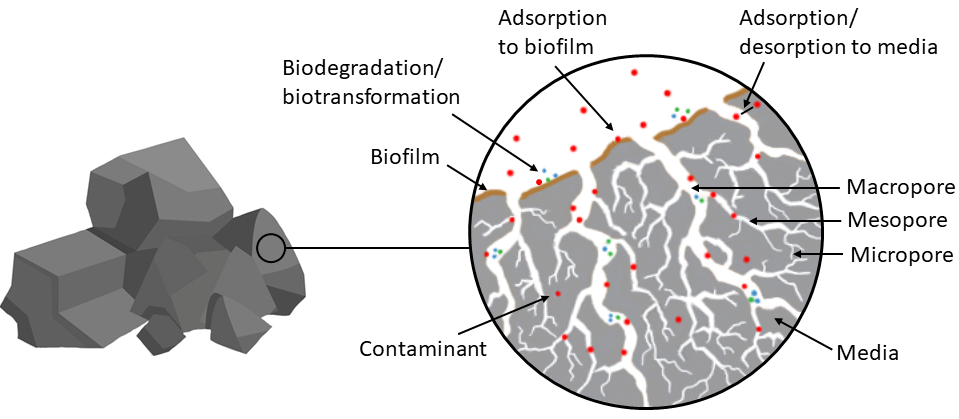 Adsorption
to biofilm
Adsorption/
desorption to media
Biodegradation/
biotransformation
Biofilm
Macropore
Mesopore
Micropore
Contaminant
Media